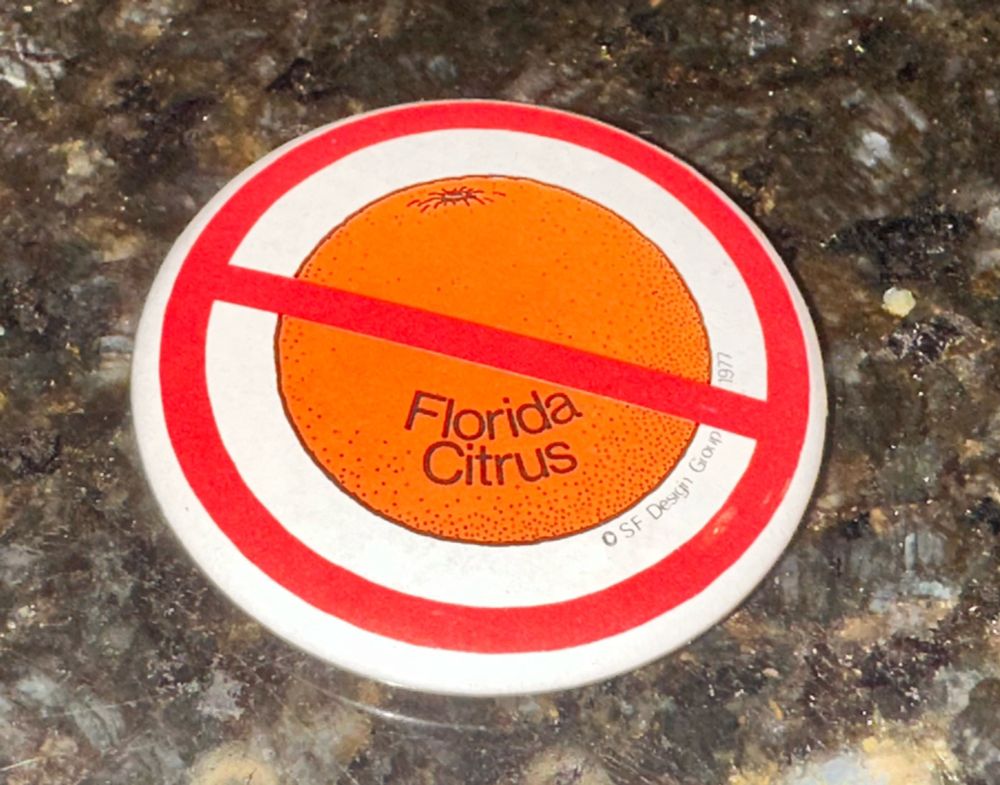 Florida
Citrus
© SF Design Group 1977